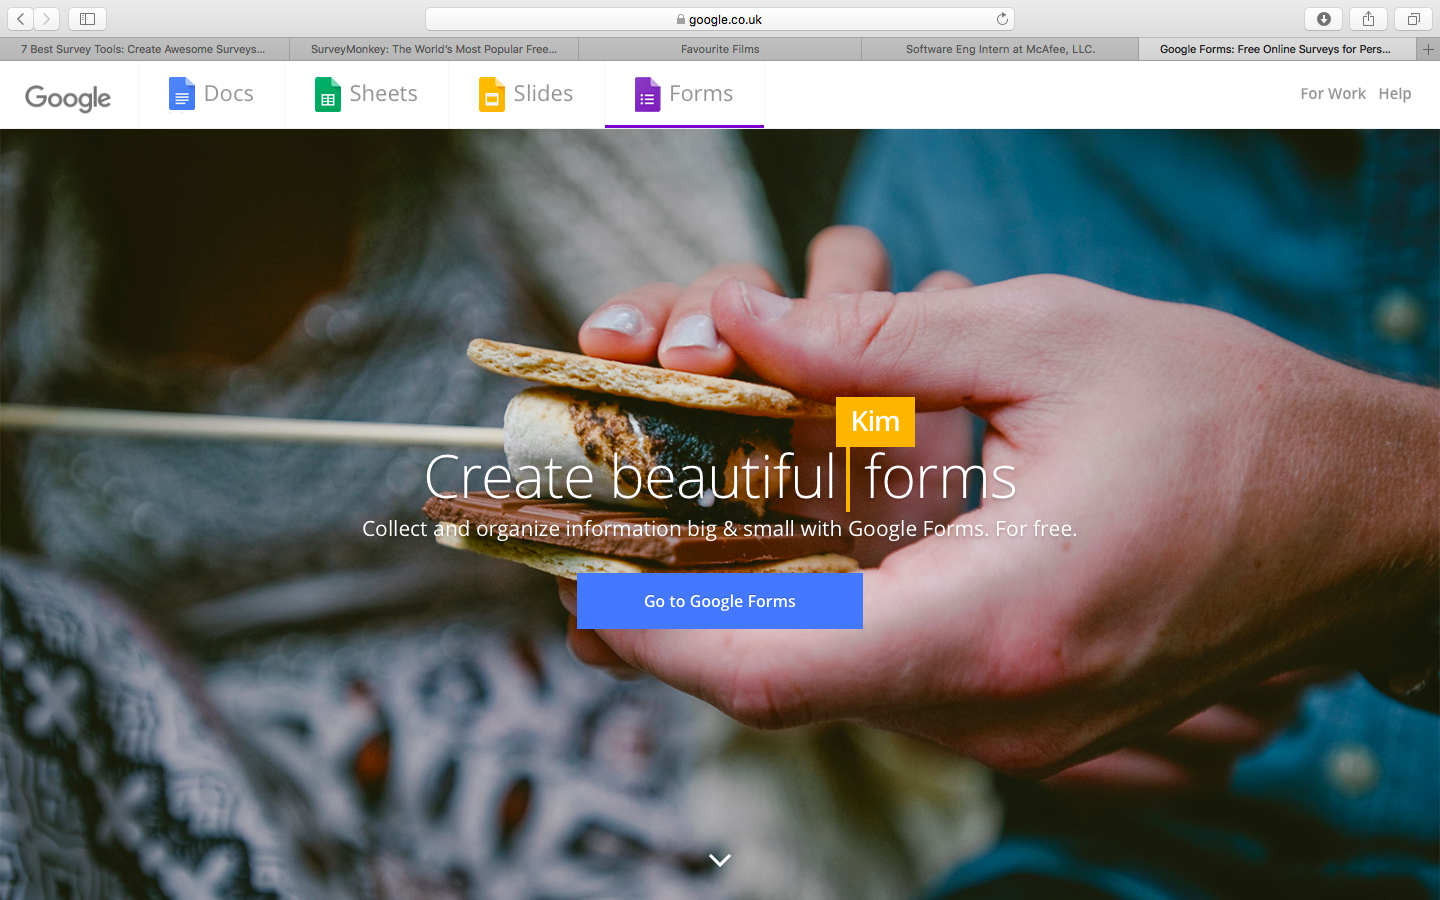 google.co.uk
7 Best Survey Tools: Create Awesome Surveys...
SurveyMonkey: The World's Most Popular Free...
Favourite Films
Software Eng Intern at McAfee, LLC.
Google Forms: Free Online Surveys for Pers...
Google
Docs
Sheets
Slides
Forms
For Work
Help
Kim
Create beautiful forms
Collect and organize information big & small with Google Forms. For free.
Go to Google Forms